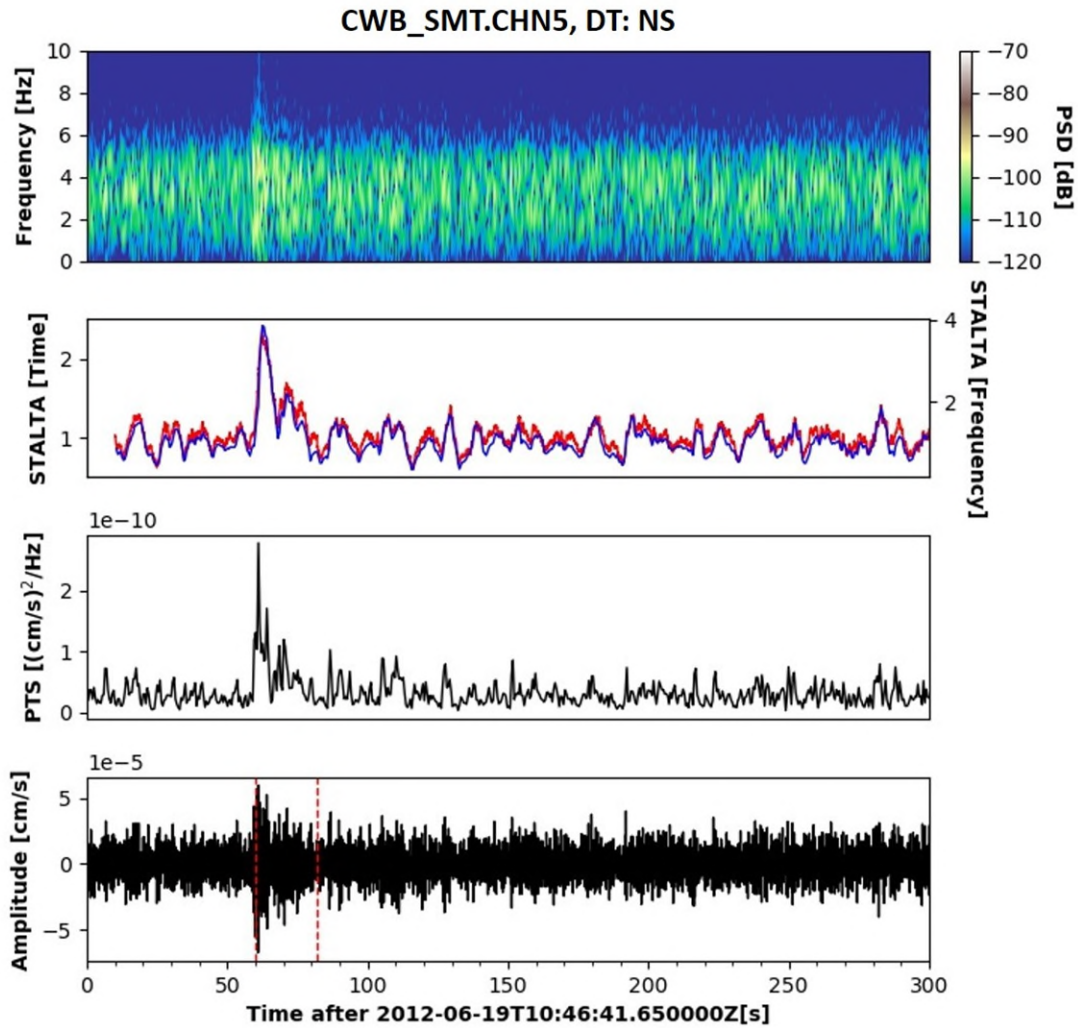 CWB_SMT.CHN5, DT: NS
Frequency [Hz]
10
8
6
4
2
0
−70
−80
−90
−100
−110
−120
PSD [dB]
STALTA [Time]
2
1
4
2
STALTA [Frequency]
1e−10
PTS [(cm/s)²/Hz]
2
1
0
1e−5
Amplitude [cm/s]
5
0
−5
0 50 100 150 200 250 300
Time after 2012-06-19T10:46:41.650000Z[s]